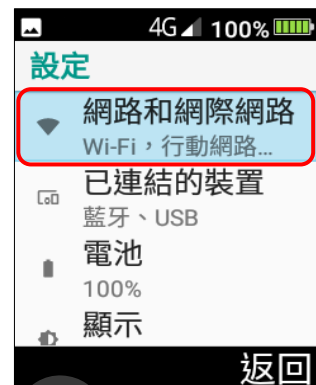 4G 100%
設定
網路和網際網路
Wi-Fi，行動網路...
已連結的裝置
藍牙、USB
電池
100%
顯示
返回